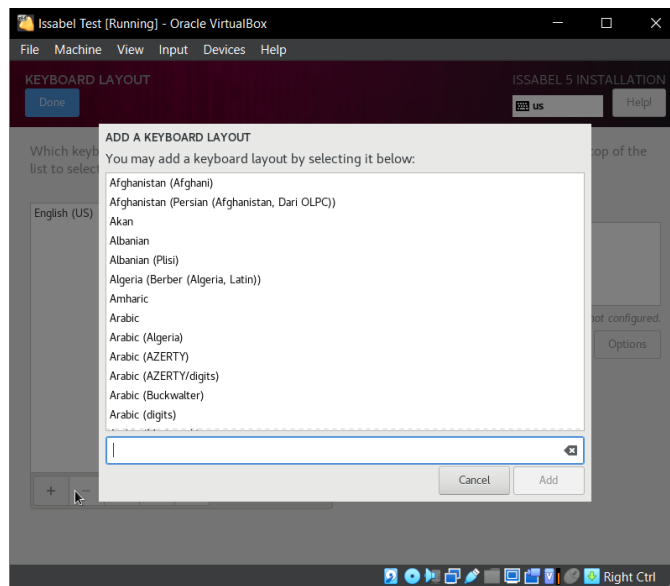 Issabel Test [Running] - Oracle VirtualBox
File Machine View Input Devices Help
KEYBOARD LAYOUT
ISSABEL 5 INSTALLATION
Done
us
Help!
Which keyb
top of the
list to select
ADD A KEYBOARD LAYOUT
You may add a keyboard layout by selecting it below:
Afghanistan (Afghani)
Afghanistan (Persian (Afghanistan, Dari OLPC))
Akan
Albanian
Albanian (Plisi)
Algeria (Berber (Algeria, Latin))
Amharic
Arabic
Arabic (Algeria)
Arabic (AZERTY)
Arabic (AZERTY/digits)
Arabic (Buckwalter)
Arabic (digits)
English (US)
not configured.
Options
Cancel
Add
Right Ctrl